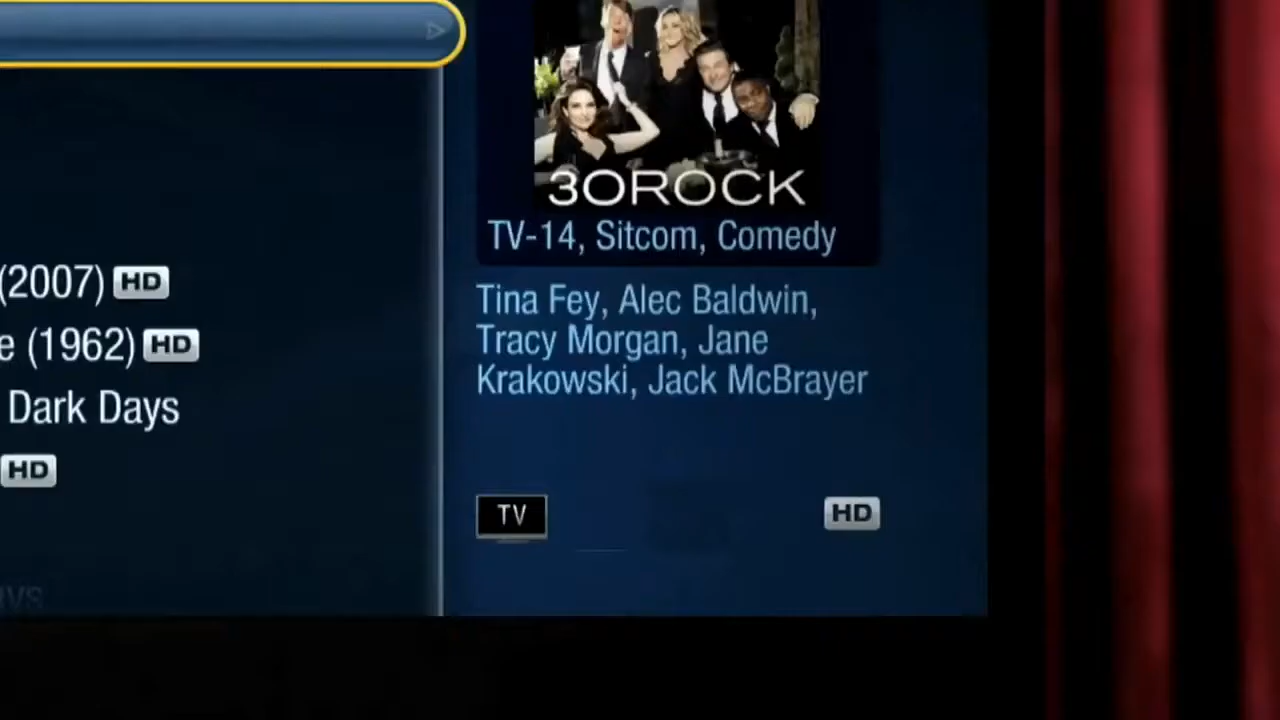 30ROCK
TV-14, Sitcom, Comedy
(2007) HD
Tina Fey, Alec Baldwin,
e (1962) HD
Tracy Morgan, Jane
Krakowski, Jack McBrayer
Dark Days
HD
TV
HD